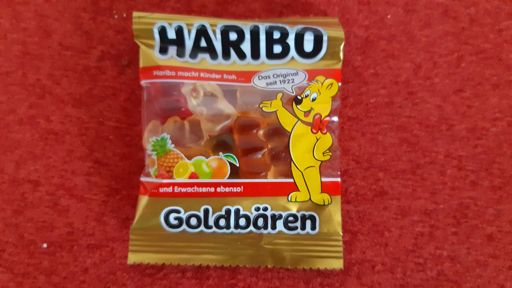 HARIBO
Haribo macht Kinder froh ...
Das Original
seit 1922
... und Erwachsene ebenso!
Goldbären